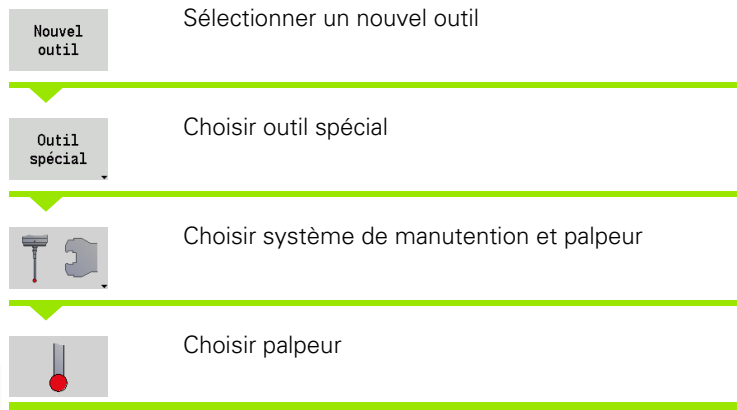 Nouvel
outil
Sélectionner un nouvel outil
Outil
spécial
Choisir outil spécial
Choisir système de manutention et palpeur
Choisir palpeur